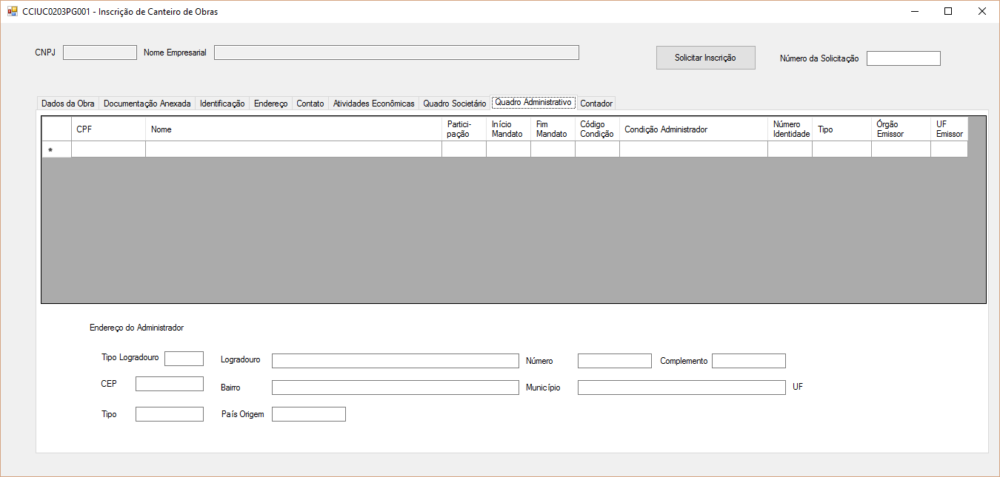 CCIUC0203PG001 - Inscrição de Canteiro de Obras
CNPJ Nome Empresarial Solicitar Inscrição Número da Solicitação
Dados da Obra Documentação Anexada Identificação Endereço Contato Atividades Econômicas Quadro Societário Quadro Administrativo Contador
CPF Nome Partici-
pação Início
Mandato Fim
Mandato Código
Condição Condição Administrador Número
Identidade Tipo Órgão
Emissor UF
Emissor
*
Endereço do Administrador
Tipo Logradouro Logradouro Número Complemento
CEP Bairro Município UF
Tipo País Origem